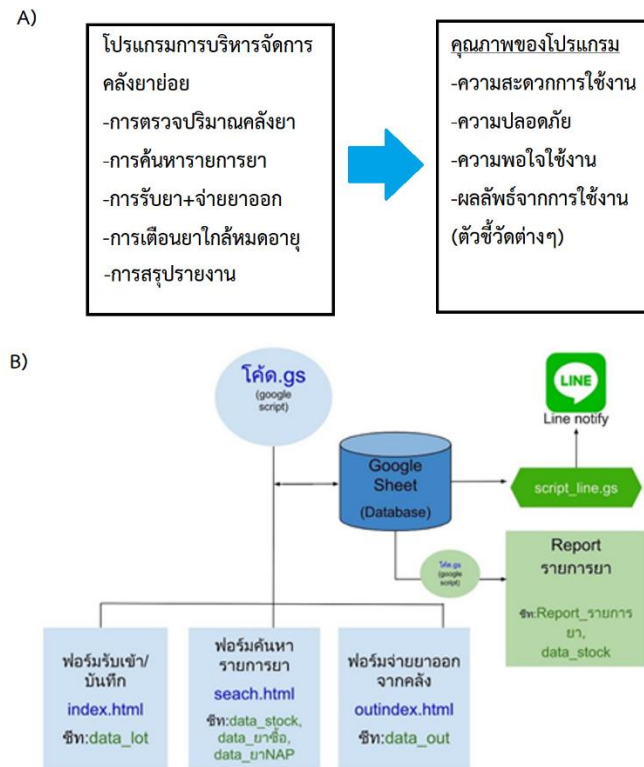 A)
โปรแกรมการบริหารจัดการ
คลังยาย่อย
-การตรวจปริมาณคลังยา
-การค้นหารายการยา
-การรับยา+จ่ายยาออก
-การเตือนยาใกล้หมดอายุ
-การสรุปรายงาน
คุณภาพของโปรแกรม
-ความสะดวกการใช้งาน
-ความปลอดภัย
-ความพอใจใช้งาน
-ผลลัพธ์จากการใช้งาน
(ตัวชี้วัดต่างๆ)
B)
โค้ด.gs
(google
script)
LINE
Line notify
Google
Sheet
(Database)
script_line.gs
โค้ด.gs
(google
script)
Report
รายการยา
ชีท:Report_รายการ
ยา,
data_stock
ฟอร์มรับเข้า/
บันทึก
index.html
ชีท:data_lot
ฟอร์มค้นหา
รายการยา
seach.html
ชีท:data_stock,
data_ยาซื้อ,
data_ยาNAP
ฟอร์มจ่ายยาออก
จากคลัง
outindex.html
ชีท:data_out